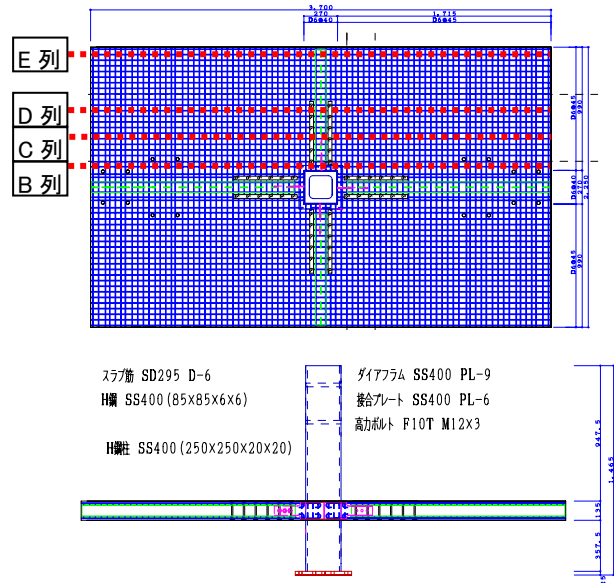 3,700
270
1,715
D6@40
D6@45
E 列
D 列
C 列
B 列
D6@45
990
D6@40
270
2,250
D6@45
990
スラブ筋 SD295 D-6
H鋼 SS400(85×85×6×6)
H鋼柱 SS400(250×250×20×20)
ダイアフラム SS400 PL-9
接合プレート SS400 PL-6
高力ボルト F10T M12×3
947.5
1,465
135
357.5